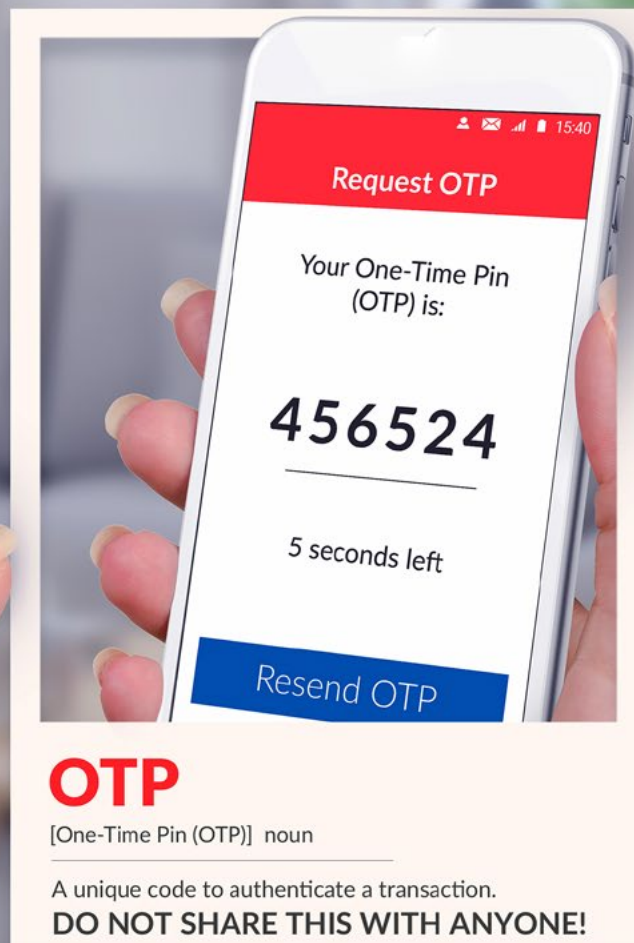 15:40
Request OTP
Your One-Time Pin
(OTP) is:
456524
5 seconds left
Resend OTP
OTP
[One-Time Pin (OTP)] noun
A unique code to authenticate a transaction.
DO NOT SHARE THIS WITH ANYONE!